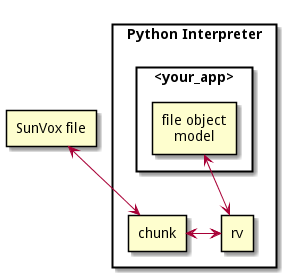 Python Interpreter
<your_app>
file object
model
SunVox file
chunk
rv